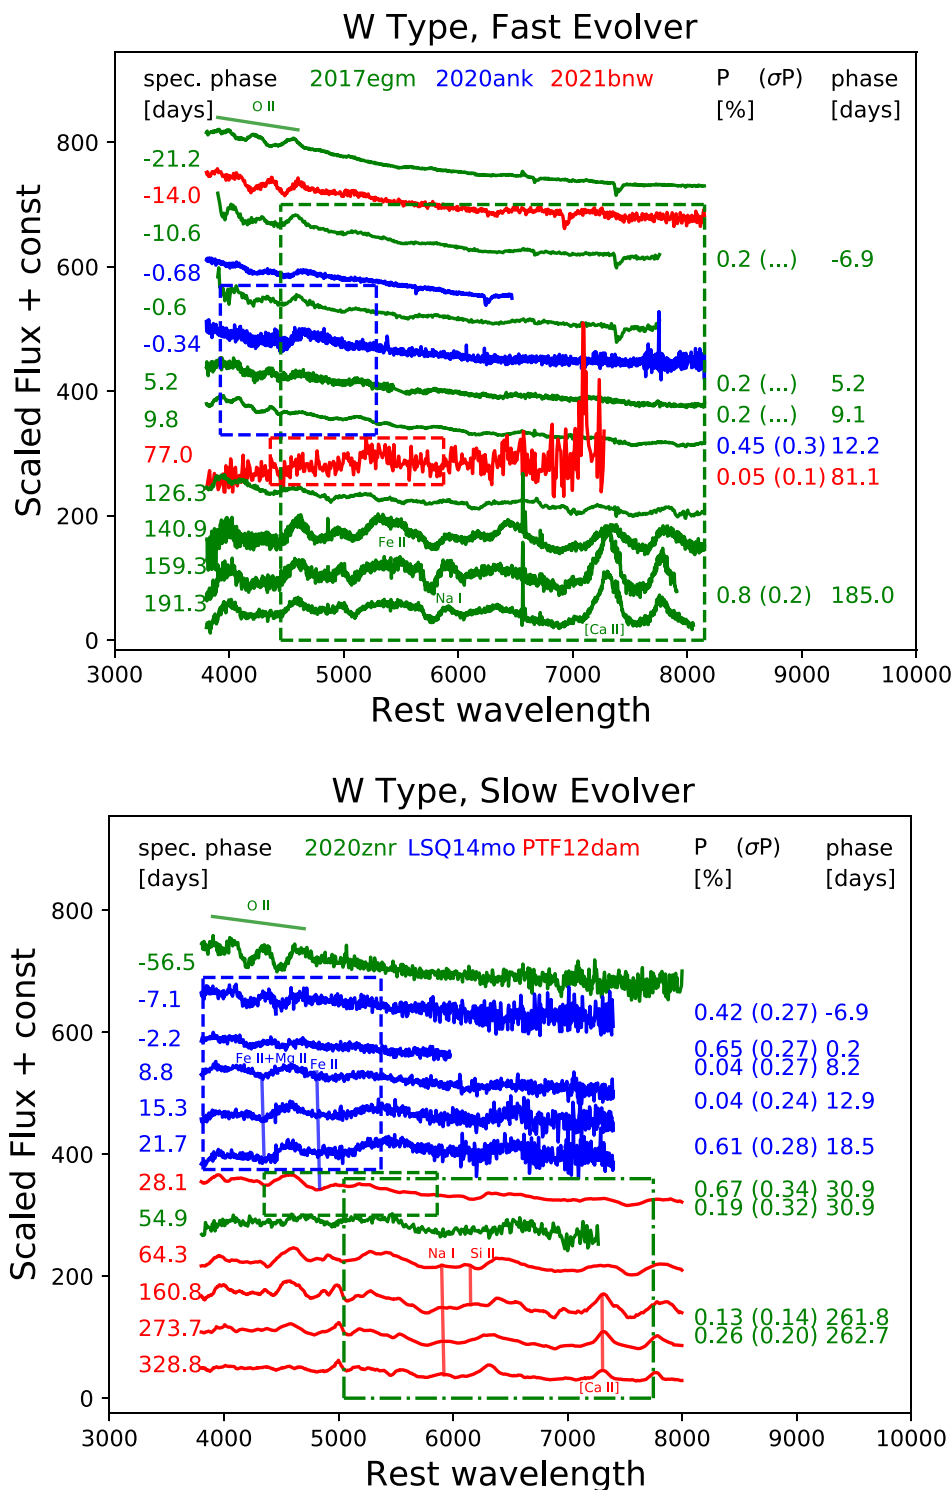 W Type, Fast Evolver
spec. phase 2017egm 2020ank 2021bnw P (σP) phase
[days] [%] [days]
O II
800
-21.2
-14.0
-10.6 0.2 (...) -6.9
600
-0.68
-0.6
-0.34
5.2 0.2 (...) 5.2
400
9.8 0.2 (...) 9.1
0.45 (0.3) 12.2
77.0 0.05 (0.1) 81.1
126.3
200
140.9
Fe II
159.3
0.8 (0.2) 185.0
191.3 Na I
[Ca II]
0
3000 4000 5000 6000 7000 8000 9000 10000
Rest wavelength
Scaled Flux + const
W Type, Slow Evolver
spec. phase 2020znr LSQ14mo PTF12dam P (σP) phase
[days] [%] [days]
O II
800
-56.5
-7.1 0.42 (0.27) -6.9
600
-2.2 0.65 (0.27) 0.2
Fe II+Mg II Fe II
8.8 0.04 (0.27) 8.2
15.3 0.04 (0.24) 12.9
21.7 0.61 (0.28) 18.5
400
28.1 0.67 (0.34) 30.9
0.19 (0.32) 30.9
54.9
64.3 Na I Si II
200
160.8 0.13 (0.14) 261.8
273.7 0.26 (0.20) 262.7
328.8
[Ca II]
0
3000 4000 5000 6000 7000 8000 9000 10000
Rest wavelength
Scaled Flux + const